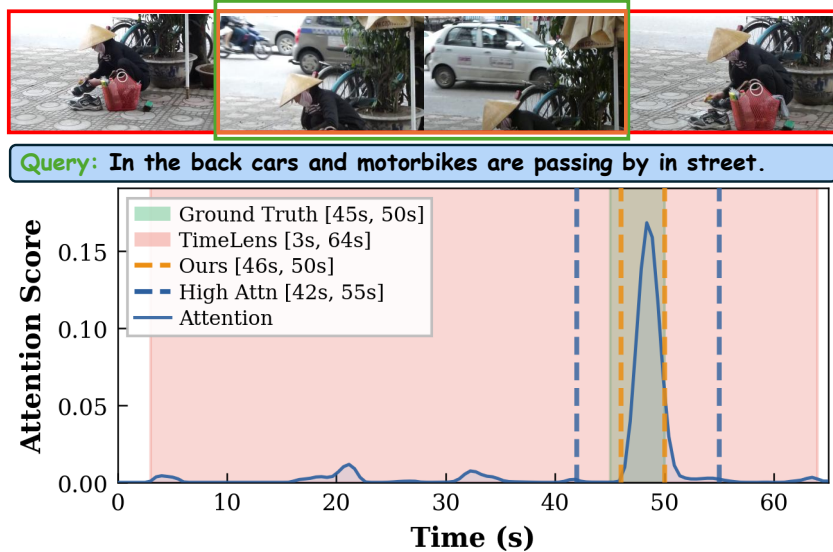 Query: In the back cars and motorbikes are passing by in street.
Attention Score
0.15
0.10
0.05
0.00
Ground Truth [45s, 50s]
TimeLens [3s, 64s]
Ours [46s, 50s]
High Attn [42s, 55s]
Attention
0 10 20 30 40 50 60
Time (s)